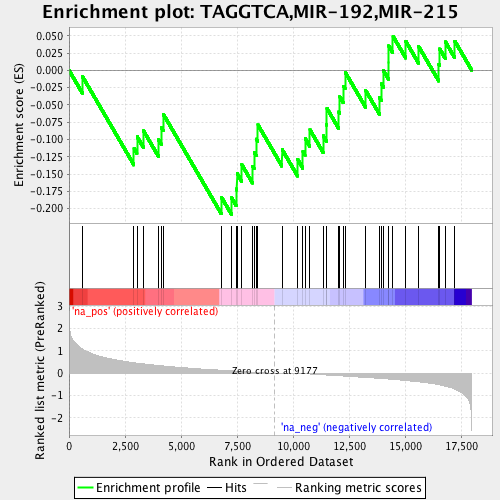 Enrichment plot: TAGGTCA,MIR-192,MIR-215
Enrichment score (ES)
0.050
0.025
0.000
-0.025
-0.050
-0.075
-0.100
-0.125
-0.150
-0.175
-0.200
Ranked list metric (PreRanked)
3
2
1
0
-1
-2
'na_pos' (positively correlated)
Zero cross at 9177
'na_neg' (negatively correlated)
0 2,500 5,000 7,500 10,000 12,500 15,000 17,500
Rank in Ordered Dataset
Enrichment profile Hits Ranking metric scores